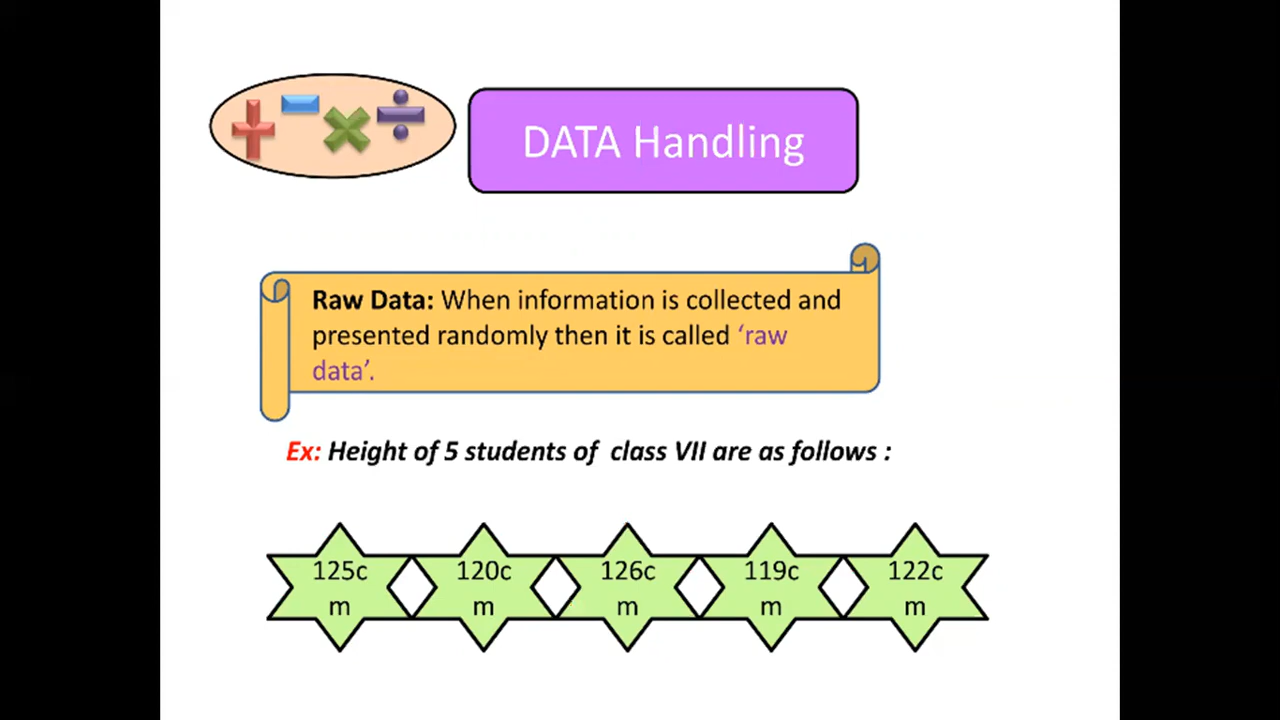 DATA Handling
Raw Data: When information is collected and
presented randomly then it is called ‘raw
data’.
Ex: Height of 5 students of class VII are as follows :
125c 120c 126c 119c 122c
m m m m m